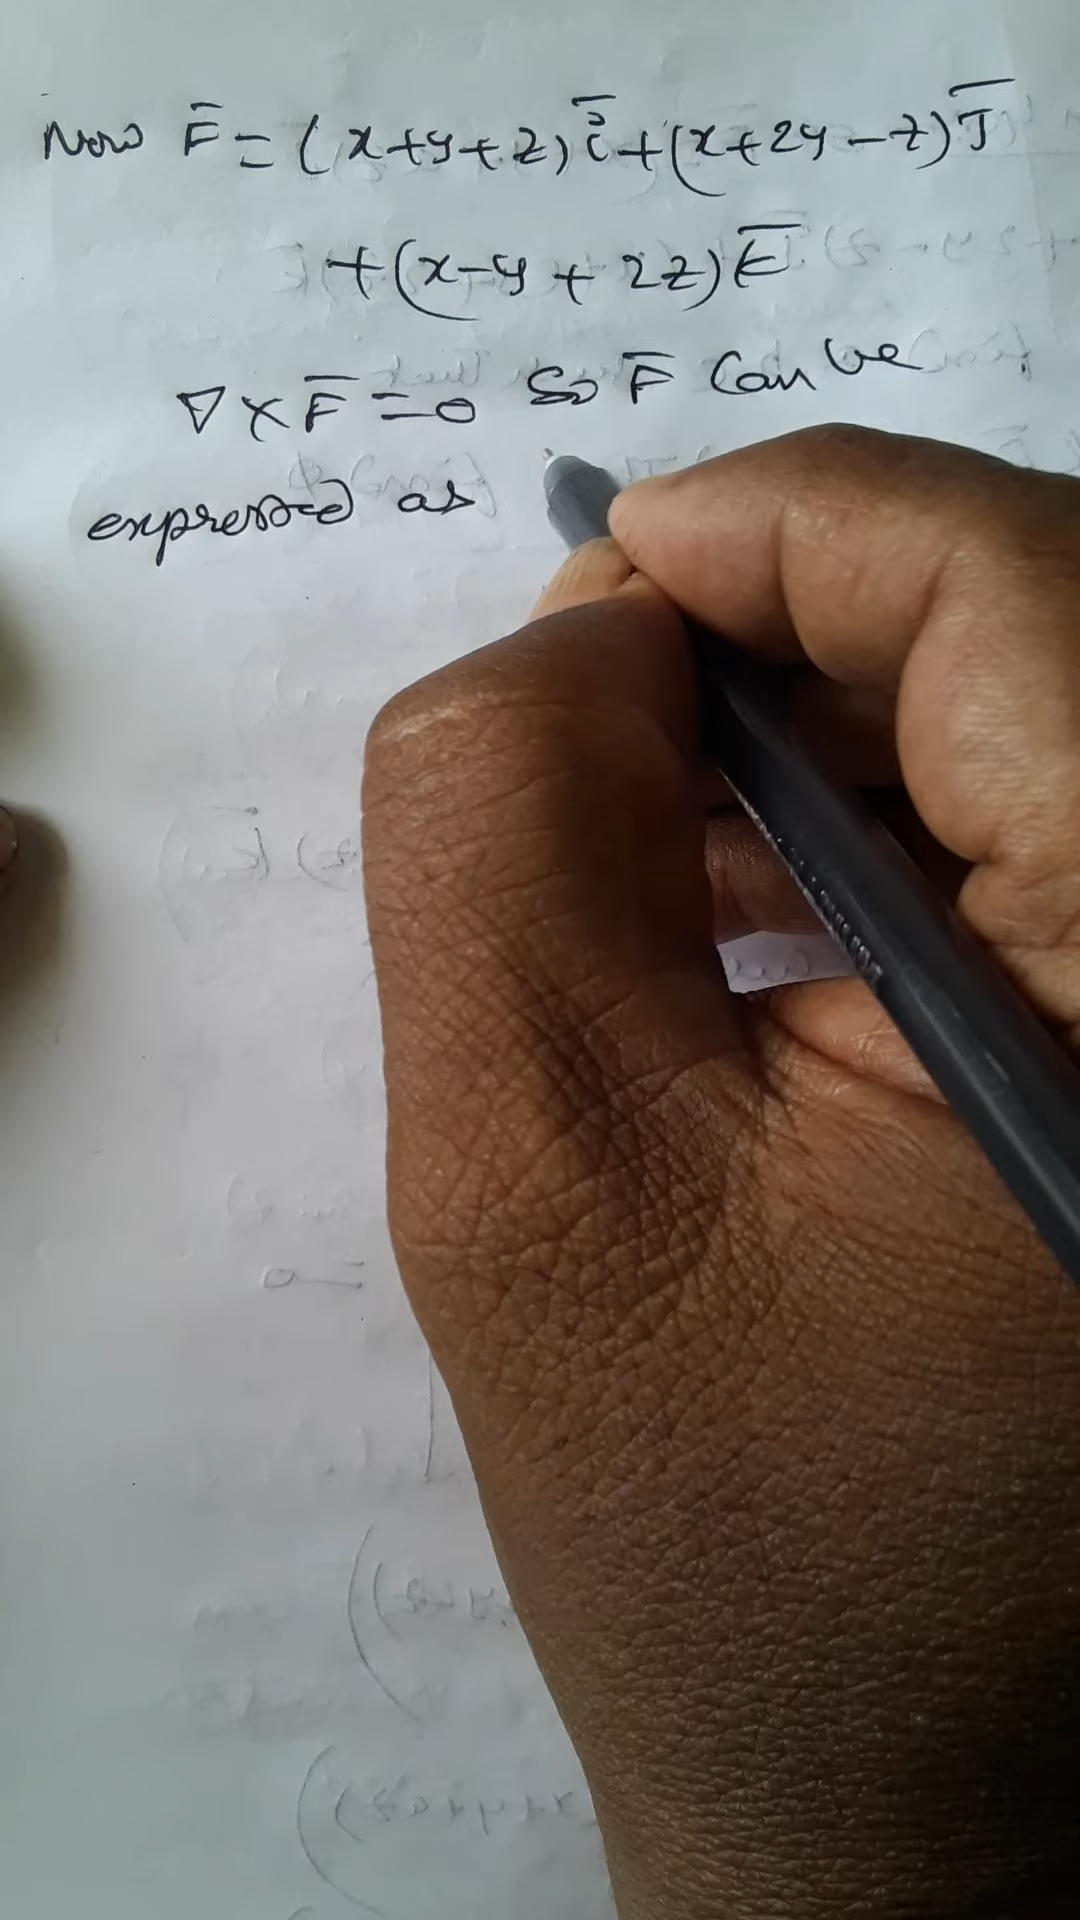 Now F̄ = (x+y+z) ī + (x+2y-z) J̄
+(x-y+2z) k̄
∇×F̄=0 So F̄ Can be
expressed as